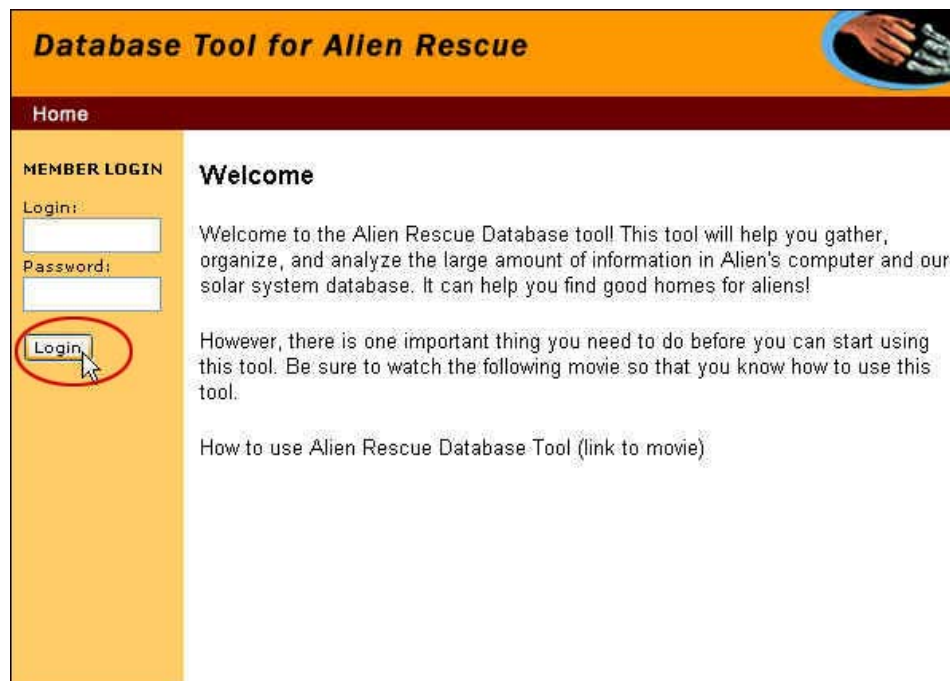 Database Tool for Alien Rescue
Home
MEMBER LOGIN
Login:
Password:
Login
Welcome
Welcome to the Alien Rescue Database tool! This tool will help you gather,
organize, and analyze the large amount of information in Alien's computer and our
solar system database. It can help you find good homes for aliens!
However, there is one important thing you need to do before you can start using
this tool. Be sure to watch the following movie so that you know how to use this
tool.
How to use Alien Rescue Database Tool (link to movie)